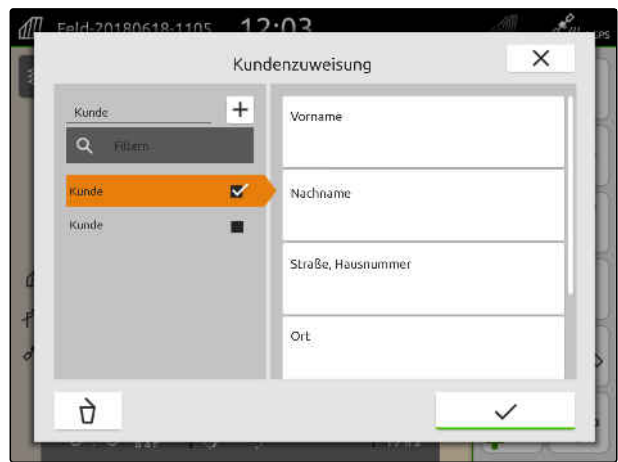 Feld-20180618-1105 12:03
Kundenzuweisung
Kunde
Filtern
Kunde
Kunde
Vorname
Nachname
Straße, Hausnummer
Ort